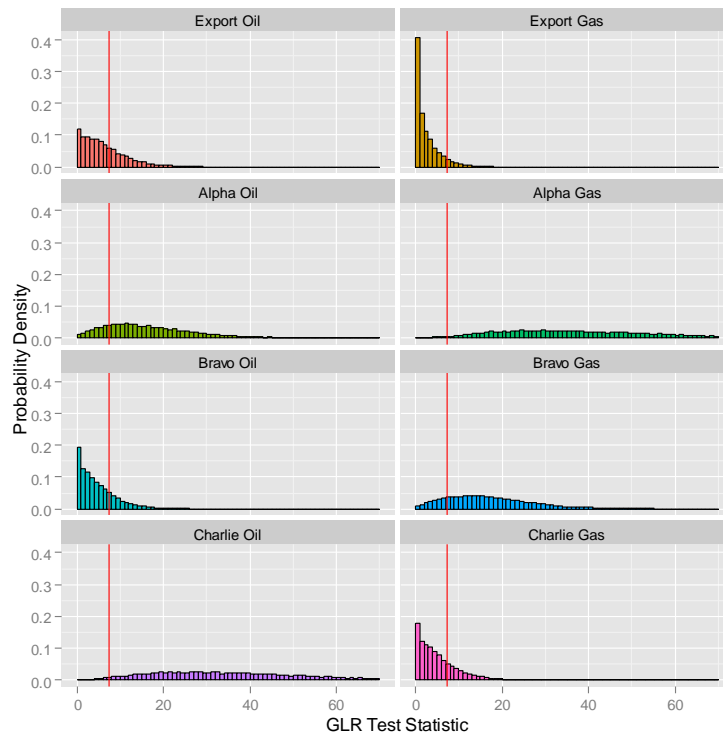 Export Oil
Export Gas
0.4
0.3
0.2
0.1
0.0
Alpha Oil
Alpha Gas
0.4
0.3
0.2
0.1
0.0
Bravo Oil
Bravo Gas
0.4
0.3
0.2
0.1
0.0
Charlie Oil
Charlie Gas
0.4
0.3
0.2
0.1
0.0
0 20 40 60
0 20 40 60
GLR Test Statistic
Probability Density